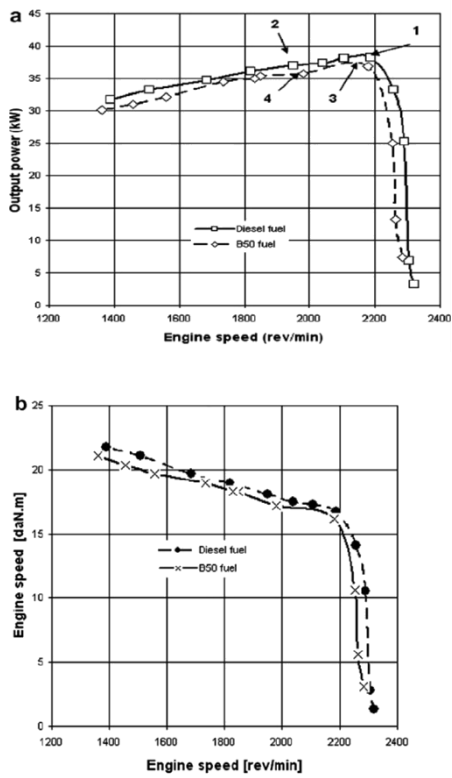 a
45
40
35
30
25
20
15
10
5
0
Output power (kW)
2
1
4
3
Diesel fuel
B50 fuel
1200 1400 1600 1800 2000 2200 2400
Engine speed (rev/min)
b
25
20
15
10
5
0
Engine speed [daN.m]
Diesel fuel
B50 fuel
1200 1400 1600 1800 2000 2200 2400
Engine speed [rev/min]